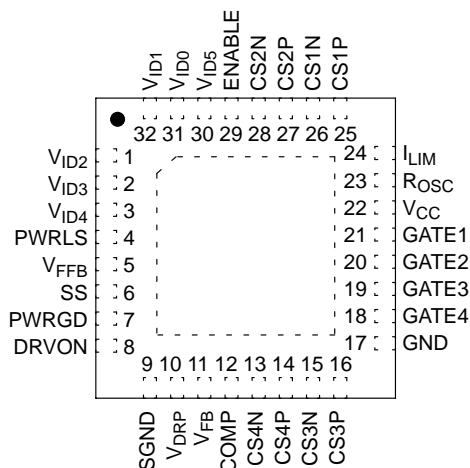 VID1 VID0 VID5 ENABLE CS2N CS2P CS1N CS1P
32 31 30 29 28 27 26 25
VID2 1
VID3 2
VID4 3
PWRLS 4
VFFB 5
SS 6
PWRGD 7
DRVON 8
24 ILIM
23 ROSC
22 VCC
21 GATE1
20 GATE2
19 GATE3
18 GATE4
17 GND
9 10 11 12 13 14 15 16
SGND VDRP VFB COMP CS4N CS4P CS3N CS3P